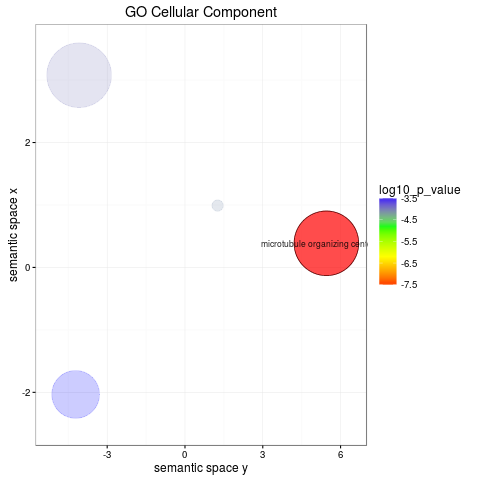 GO Cellular Component
semantic space x
2
0
-2
-3
0
3
6
semantic space y
microtubule organizing cent
log10_p_value
-3.5
-4.5
-5.5
-6.5
-7.5